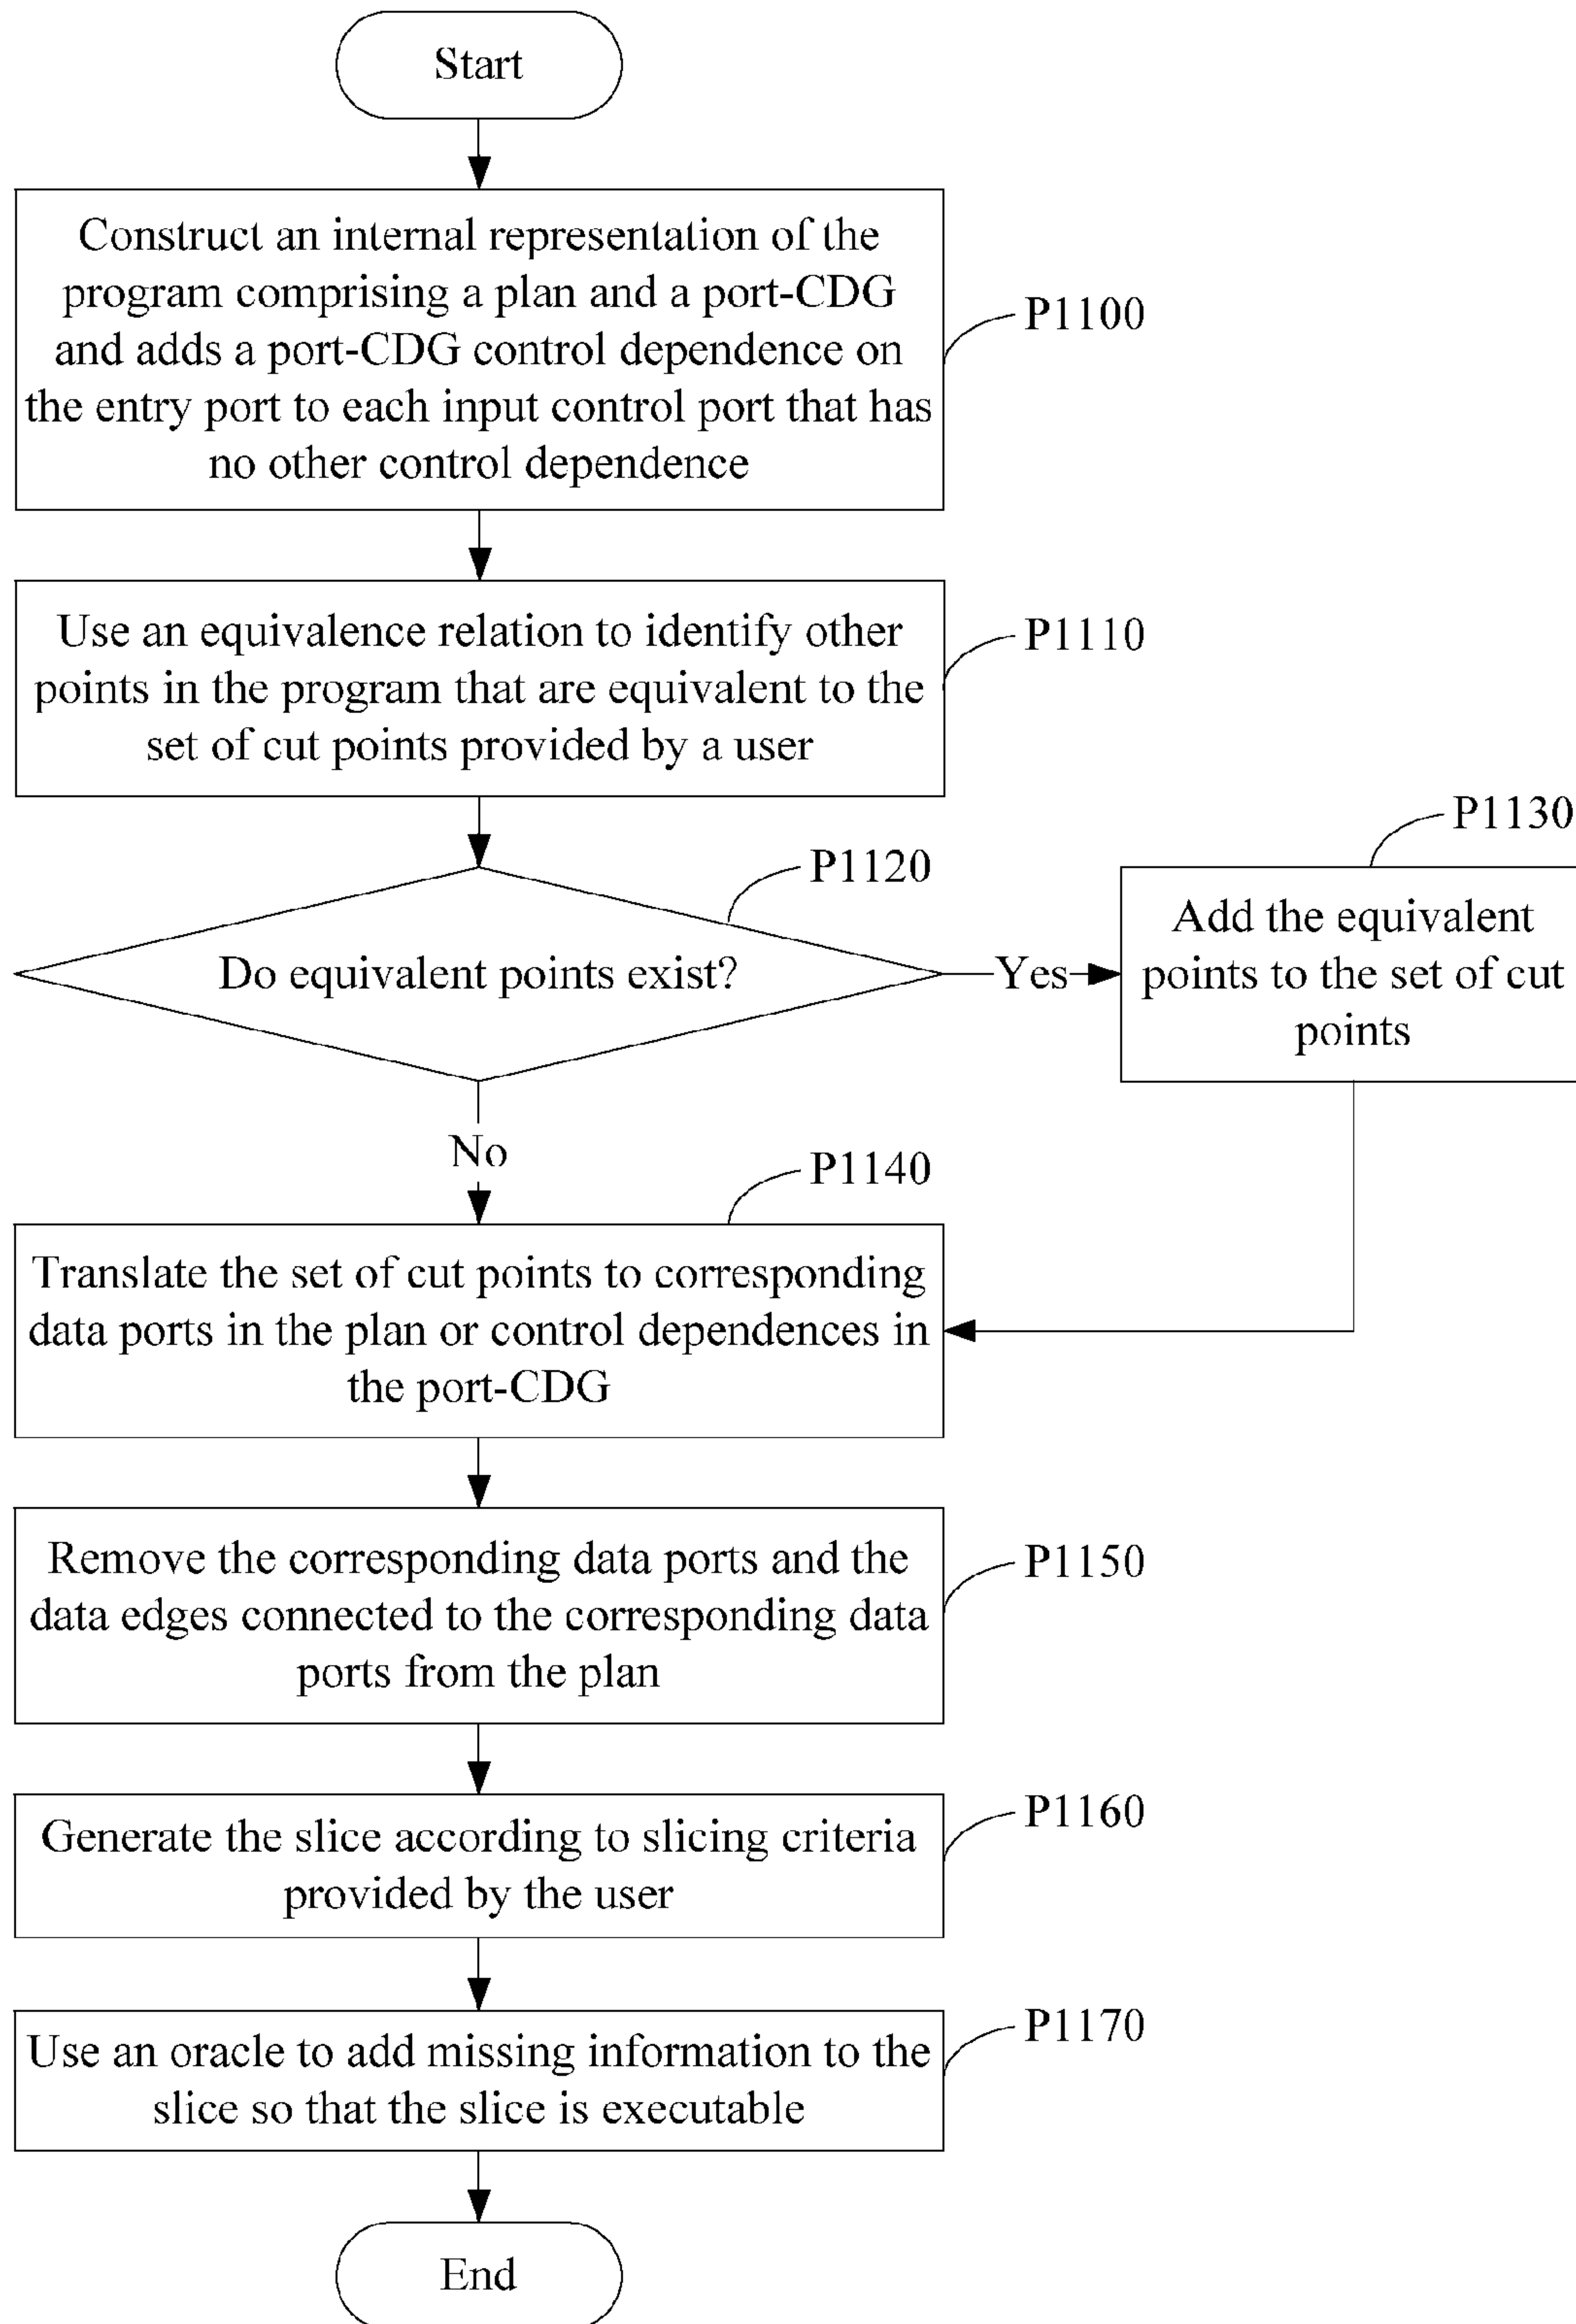 Start
Construct an internal representation of the
program comprising a plan and a port-CDG
and adds a port-CDG control dependence on
the entry port to each input control port that has
no other control dependence
P1100
Use an equivalence relation to identify other
points in the program that are equivalent to the
set of cut points provided by a user
P1110
P1120
Do equivalent points exist?
Yes
P1130
Add the equivalent
points to the set of cut
points
No
P1140
Translate the set of cut points to corresponding
data ports in the plan or control dependences in
the port-CDG
Remove the corresponding data ports and the
data edges connected to the corresponding data
ports from the plan
P1150
Generate the slice according to slicing criteria
provided by the user
P1160
Use an oracle to add missing information to the
slice so that the slice is executable
P1170
End